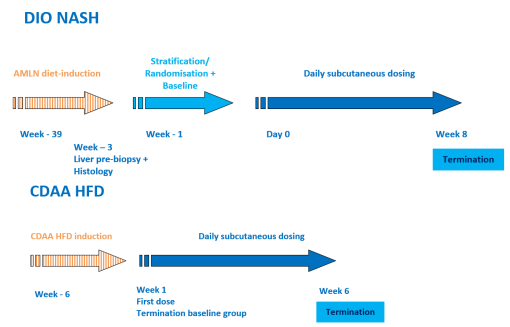 DIO NASH
Stratification/
Randomisation +
Baseline
AMLN diet-induction
Daily subcutaneous dosing
Week - 39
Week - 1
Day 0
Week 8
Week – 3
Liver pre-biopsy +
Histology
Termination
CDAA HFD
CDAA HFD induction
Daily subcutaneous dosing
Week - 6
Week 1
First dose
Termination baseline group
Week 6
Termination